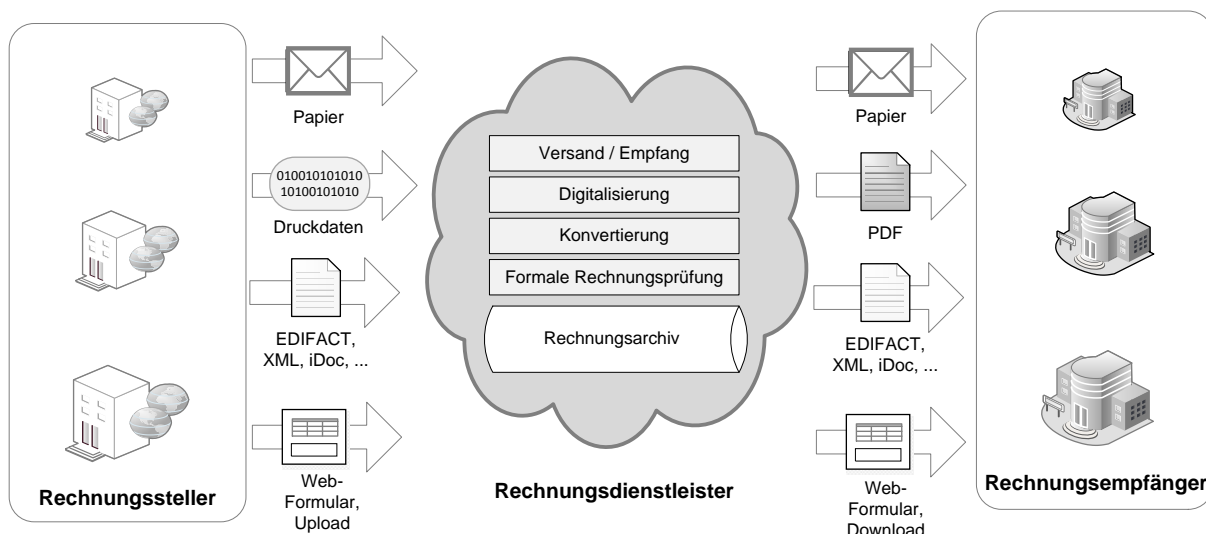 Papier
010010101010
10100101010
Druckdaten
EDIFACT,
XML, iDoc, ...
Web-
Formular,
Upload
Rechnungssteller
Versand / Empfang
Digitalisierung
Konvertierung
Formale Rechnungsprüfung
Rechnungsarchiv
Rechnungsdienstleister
Papier
PDF
EDIFACT,
XML, iDoc, ...
Web-
Formular,
Download
Rechnungsempfänger